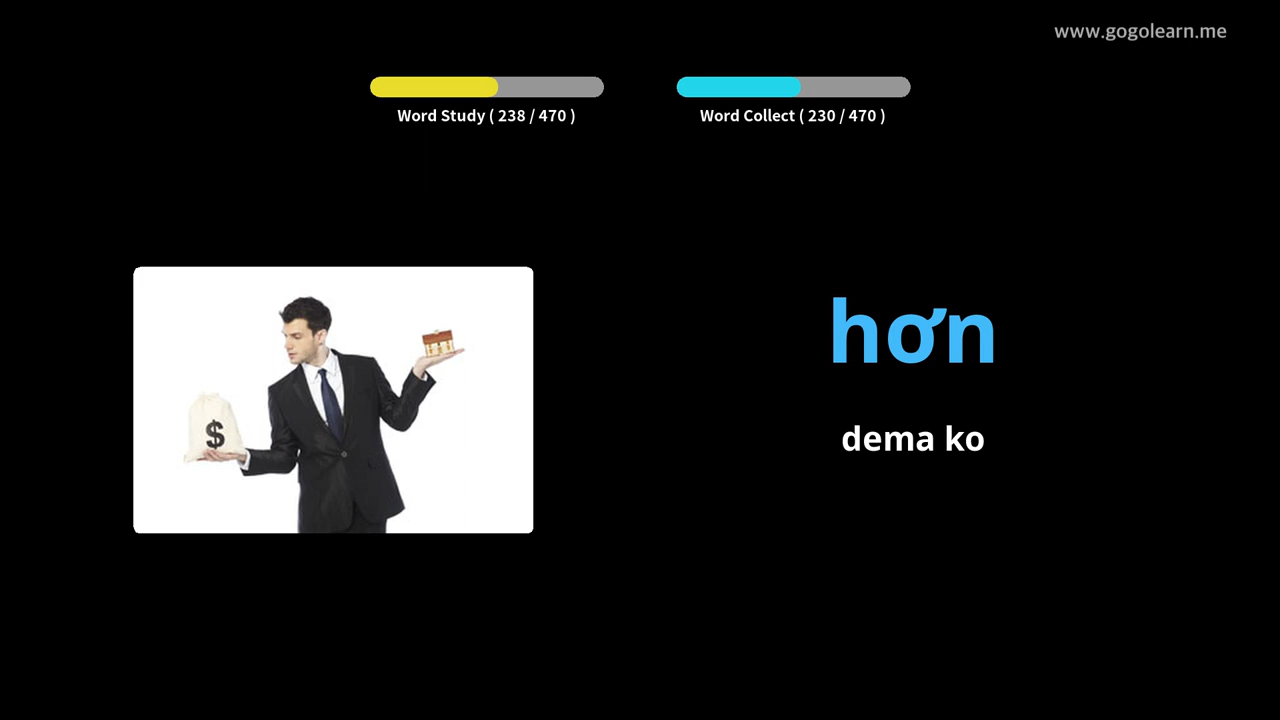 www.gogolearn.me
Word Study ( 238 / 470 )
Word Collect ( 230 / 470 )
$
hơn
dema ko